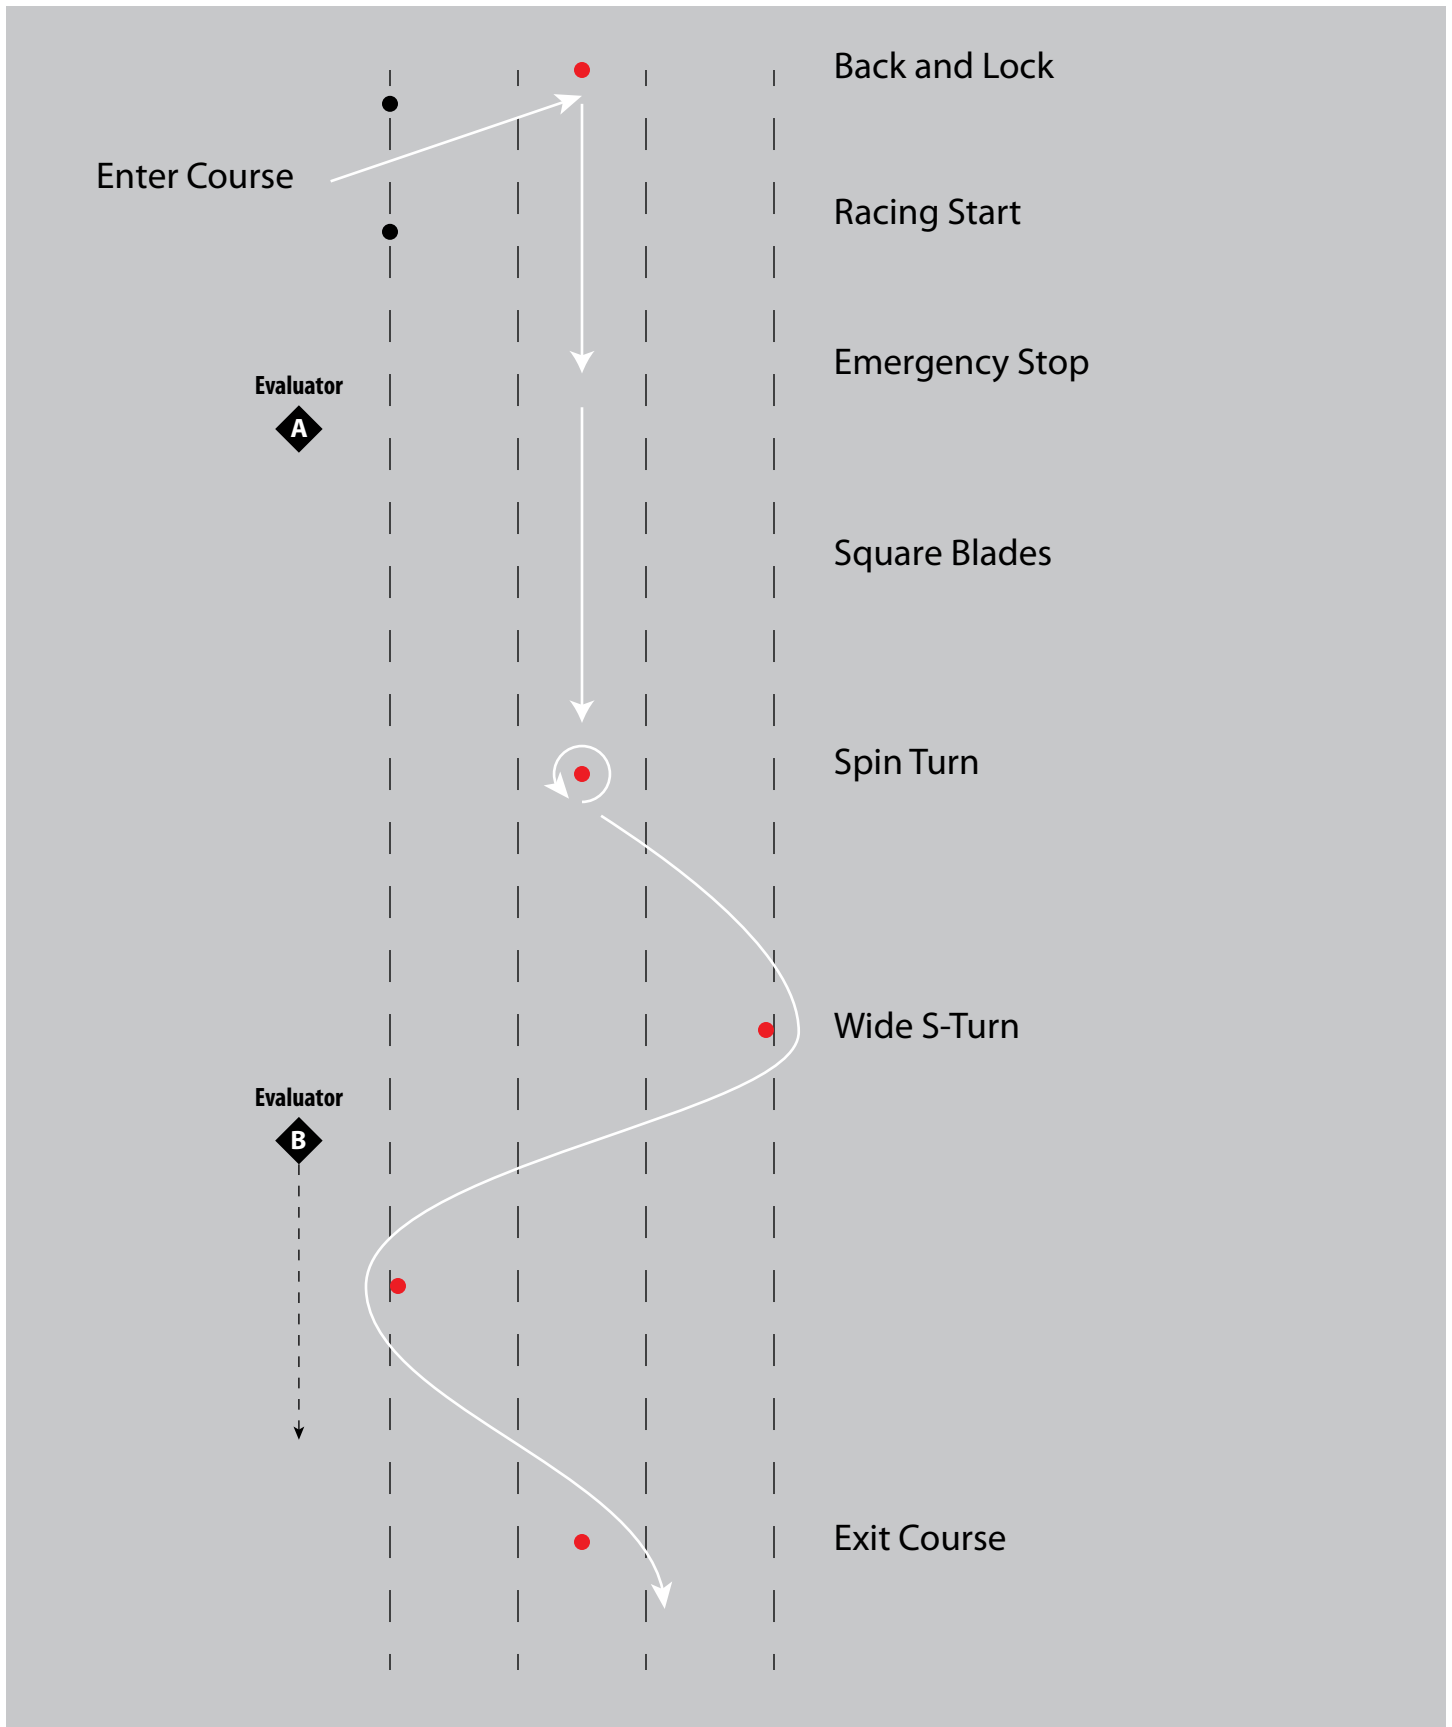 Back and Lock
Enter Course
Racing Start
Emergency Stop
Evaluator
A
Square Blades
Spin Turn
Wide S-Turn
Evaluator
B
Exit Course